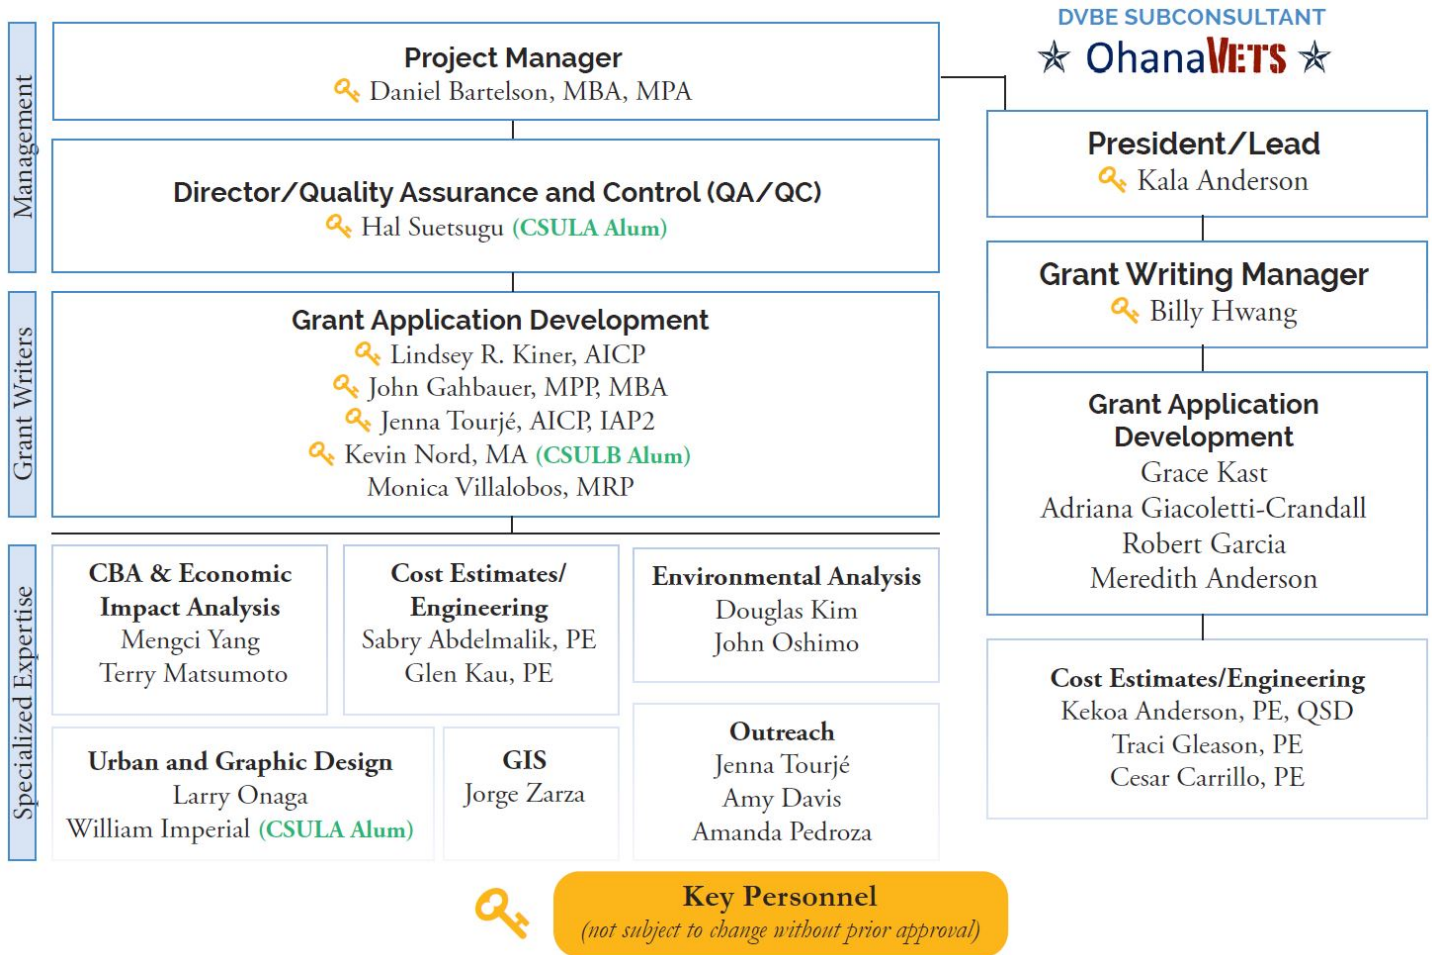 Management
Project Manager
Daniel Bartelson, MBA, MPA
Director/Quality Assurance and Control (QA/QC)
Hal Suetsugu (CSULA Alum)
Grant Writers
Grant Application Development
Lindsey R. Kiner, AICP
John Gahbauer, MPP, MBA
Jenna Tourjé, AICP, IAP2
Kevin Nord, MA (CSULB Alum)
Monica Villalobos, MRP
Specialized Expertise
CBA & Economic
Impact Analysis
Mengci Yang
Terry Matsumoto
Cost Estimates/
Engineering
Sabry Abdelmalik, PE
Glen Kau, PE
Environmental Analysis
Douglas Kim
John Oshimo
Urban and Graphic Design
Larry Onaga
William Imperial (CSULA Alum)
GIS
Jorge Zarza
Outreach
Jenna Tourjé
Amy Davis
Amanda Pedroza
DVBE SUBCONSULTANT
OhanaVETS
President/Lead
Kala Anderson
Grant Writing Manager
Billy Hwang
Grant Application
Development
Grace Kast
Adriana Giacoletti-Crandall
Robert Garcia
Meredith Anderson
Cost Estimates/Engineering
Kekoa Anderson, PE, QSD
Traci Gleason, PE
Cesar Carrillo, PE
Key Personnel
(not subject to change without prior approval)